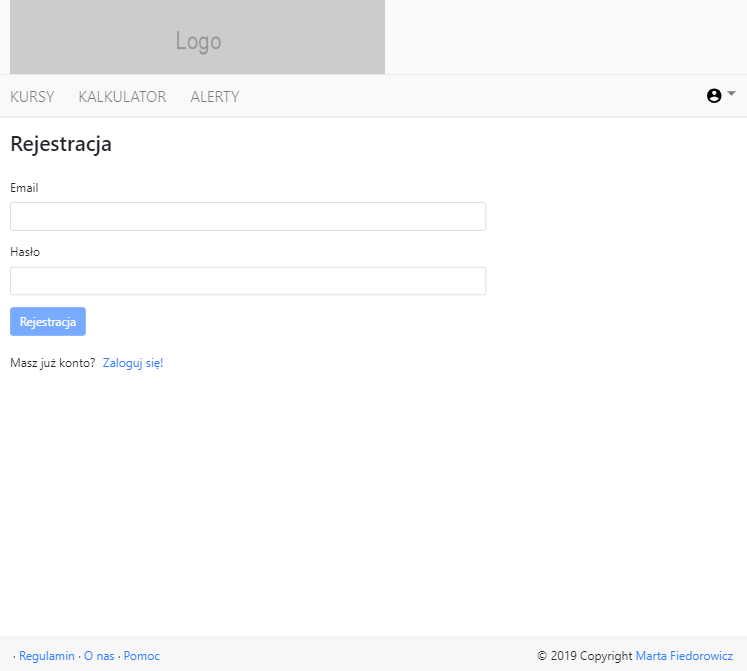 Logo
KURSY KALKULATOR ALERTY
Rejestracja
Email
Hasło
Rejestracja
Masz już konto? Zaloguj się!
· Regulamin · O nas · Pomoc © 2019 Copyright Marta Fiedorowicz